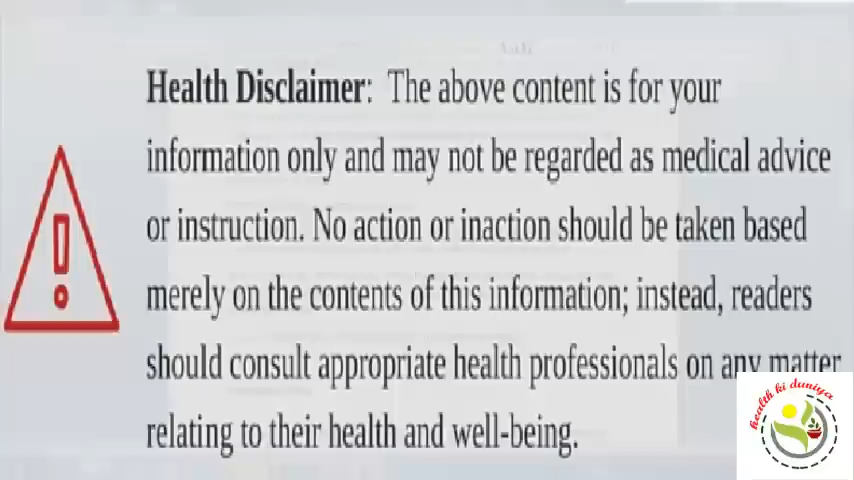 Health Disclaimer: The above content is for your
information only and may not be regarded as medical advice
or instruction. No action or inaction should be taken based
merely on the contents of this information; instead, readers
should consult appropriate health professionals on any matter
relating to their health and well-being.
health ki duniya